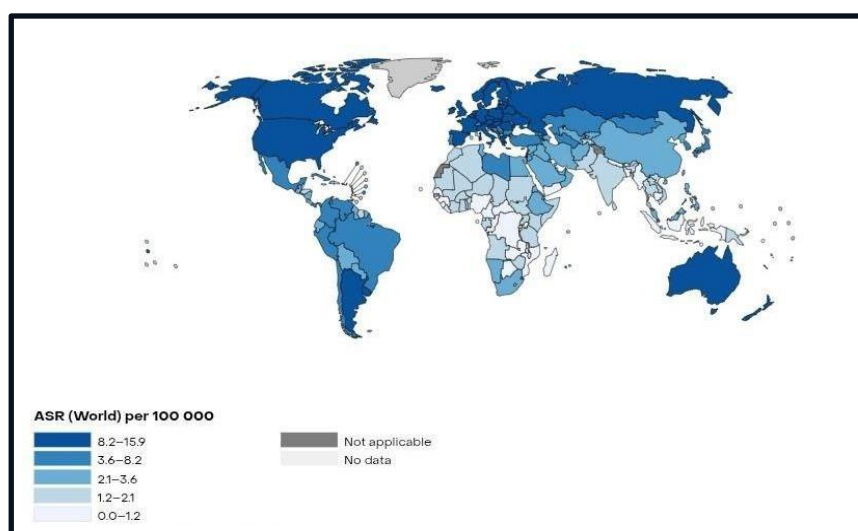 ASR (World) per 100 000
8.2–15.9
3.6–8.2
2.1–3.6
1.2–2.1
0.0–1.2
Not applicable
No data